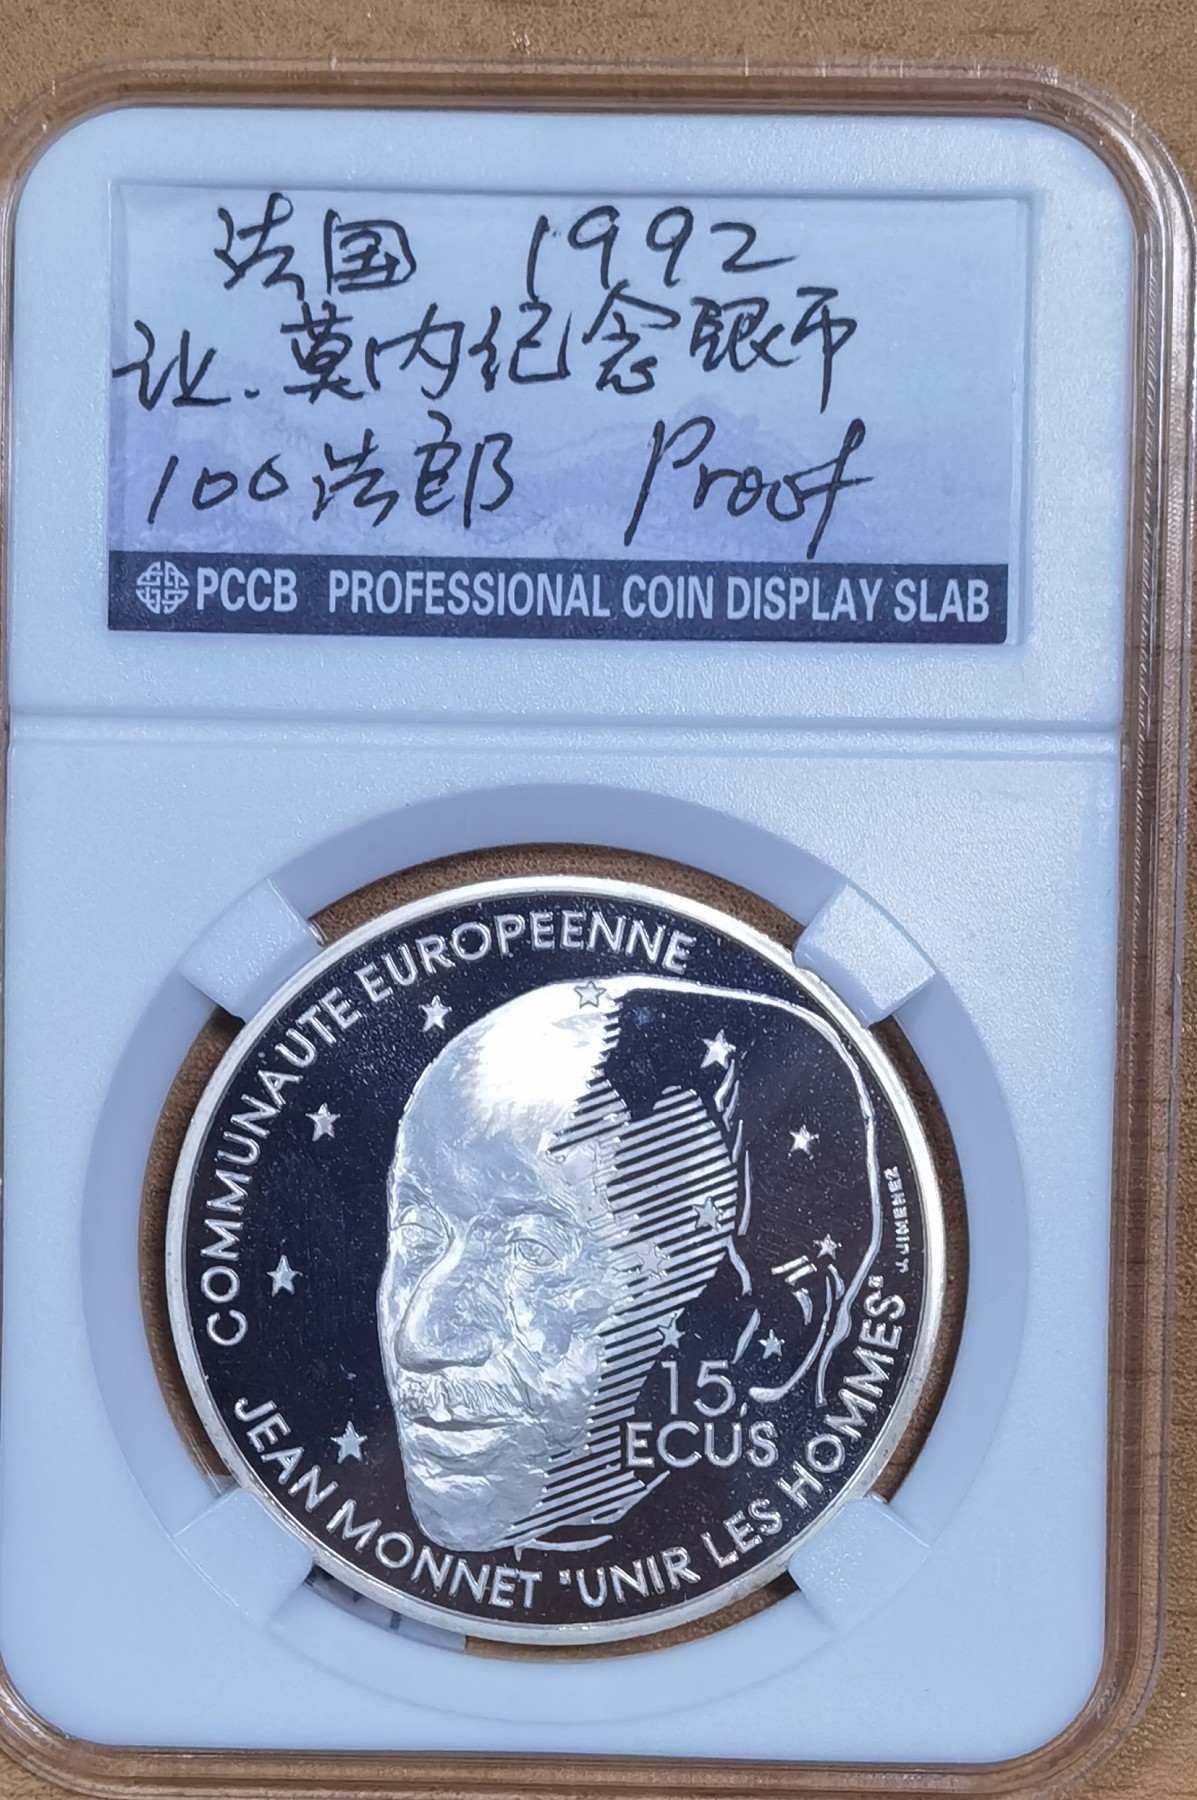 法国 1992
让.莫内纪念银币
100法郎 Proof
PCCB PROFESSIONAL COIN DISPLAY SLAB
COMMUNAUTE EUROPEENNE
15
ECUS
JEAN MONNET "UNIR LES HOMMES"